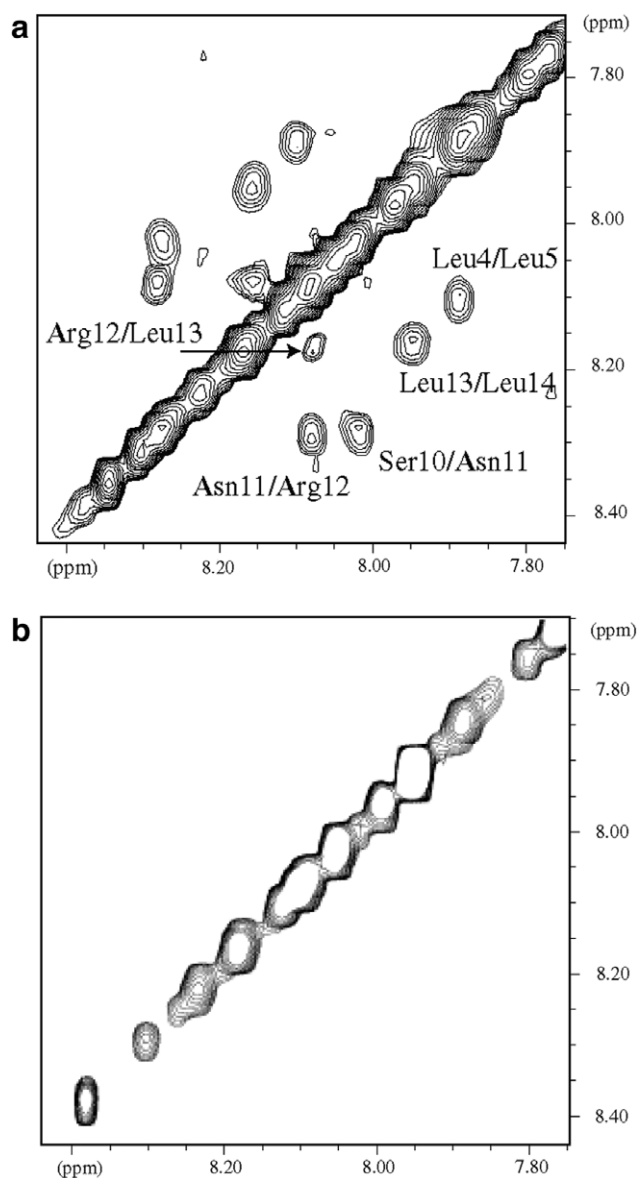 a
(ppm)
7.80
8.00
Leu4/Leu5
Arg12/Leu13
8.20
Leu13/Leu14
Ser10/Asn11
Asn11/Arg12
8.40
(ppm) 8.20 8.00 7.80
b
(ppm)
7.80
8.00
8.20
8.40
(ppm) 8.20 8.00 7.80